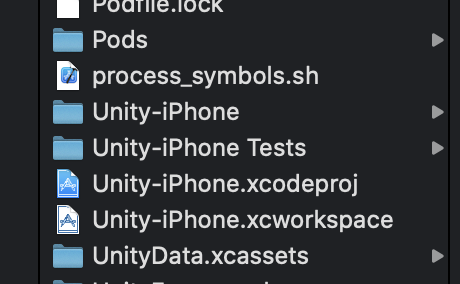 Podfile.lock
Pods
process_symbols.sh
Unity-iPhone
Unity-iPhone Tests
Unity-iPhone.xcodeproj
Unity-iPhone.xcworkspace
UnityData.xcassets